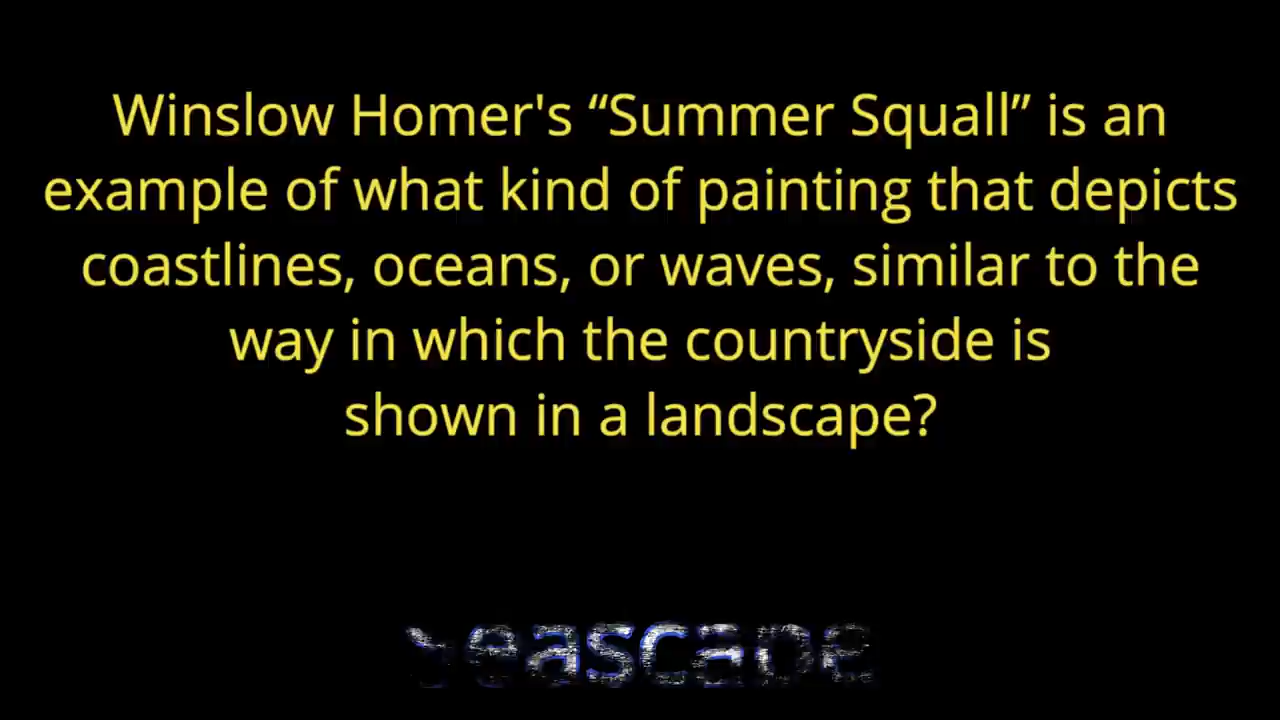 Winslow Homer's “Summer Squall” is an
example of what kind of painting that depicts
coastlines, oceans, or waves, similar to the
way in which the countryside is
shown in a landscape?
Seascape